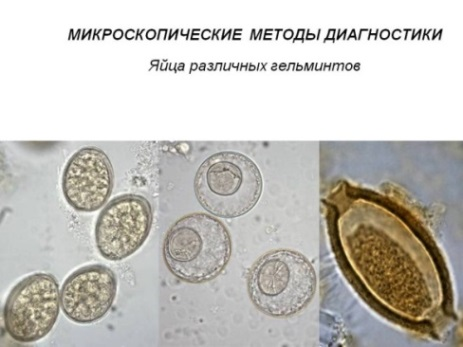 МИКРОСКОПИЧЕСКИЕ МЕТОДЫ ДИАГНОСТИКИ
Яйца различных гельминтов